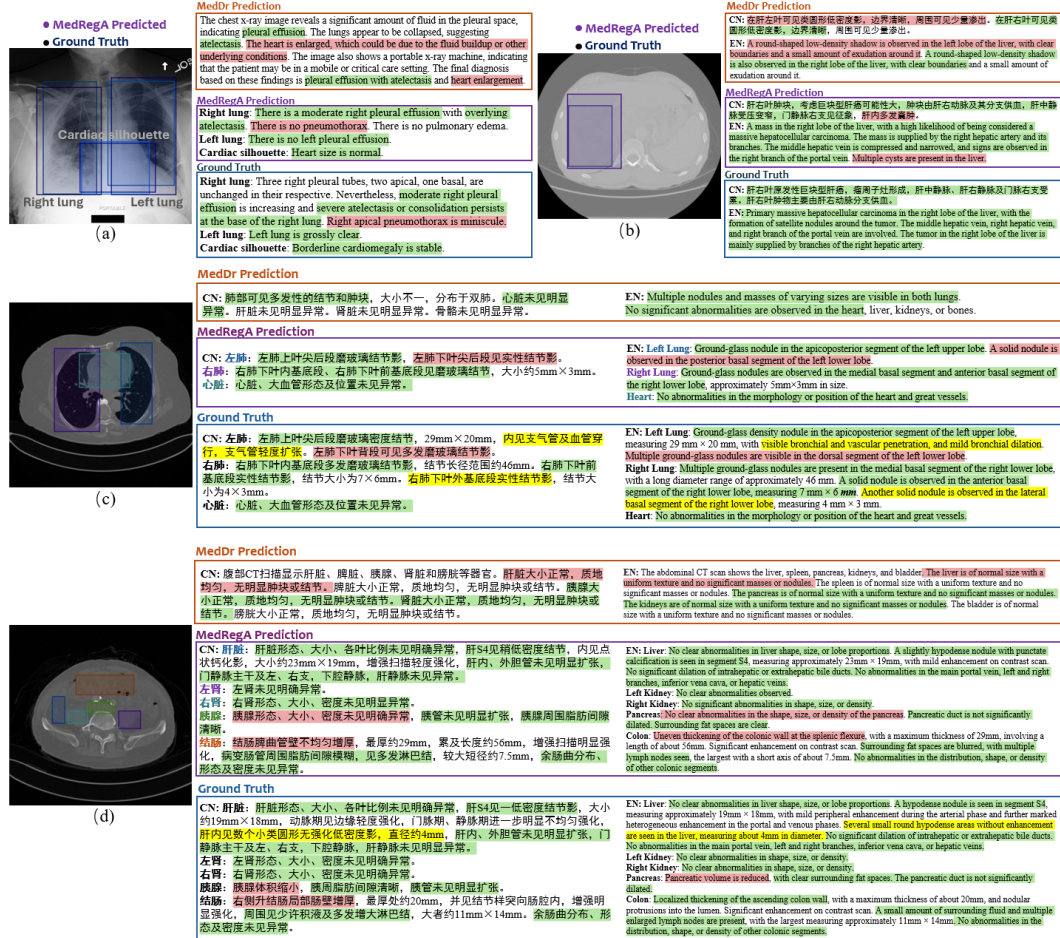 • MedRegA Predicted
• Ground Truth
Cardiac silhouette
Right lung
Left lung
(a)
MedDr Prediction
The chest x-ray image reveals a significant amount of fluid in the pleural space,
indicating pleural effusion. The lungs appear to be collapsed, suggesting
atelectasis. The heart is enlarged, which could be due to the fluid buildup or other
underlying conditions. The image also shows a portable x-ray machine, indicating
that the patient may be in a mobile or critical care setting. The final diagnosis
based on these findings is pleural effusion with atelectasis and heart enlargement.
MedRegA Prediction
Right lung: There is a moderate right pleural effusion with overlying
atelectasis. There is no pneumothorax. There is no pulmonary edema.
Left lung: There is no left pleural effusion.
Cardiac silhouette: Heart size is normal.
Ground Truth
Right lung: Three right pleural tubes, two apical, one basal, are
unchanged in their respective. Nevertheless, moderate right pleural
effusion is increasing and severe atelectasis or consolidation persists
at the base of the right lung. Right apical pneumothorax is miniscule.
Left lung: Left lung is grossly clear.
Cardiac silhouette: Borderline cardiomegaly is stable.
• MedRegA Predicted
• Ground Truth
(b)
MedDr Prediction
CN: 在肝左叶可见类圆形低密度影，边界清晰，周围可见少量渗出。在肝右叶可见类
圆形低密度影，边界清晰，周围可见少量渗出。
EN: A round-shaped low-density shadow is observed in the left lobe of the liver, with clear
boundaries and a small amount of exudation around it. A round-shaped low-density shadow
is also observed in the right lobe of the liver, with clear boundaries and a small amount of
exudation around it.
MedRegA Prediction
CN: 肝右叶肿块，考虑巨块型肝癌可能性大，肿块由肝右动脉及其分支供血，肝中静
脉受压变窄，门静脉右支见征象，肝内多发囊肿。
EN: A mass in the right lobe of the liver, with a high likelihood of being considered a
massive hepatocellular carcinoma. The mass is supplied by the right hepatic artery and its
branches. The middle hepatic vein is compressed and narrowed, and signs are observed in
the right branch of the portal vein. Multiple cysts are present in the liver.
Ground Truth
CN: 肝右叶原发性巨块型肝癌，瘤周子灶形成，肝中静脉、肝右静脉及门脉右支受
累。肝右叶肿物主要由肝右动脉分支供血。
EN: Primary massive hepatocellular carcinoma in the right lobe of the liver, with the
formation of satellite nodules around the tumor. The middle hepatic vein, right hepatic vein,
and right branch of the portal vein are involved. The tumor in the right lobe of the liver is
mainly supplied by branches of the right hepatic artery.
(c)
MedDr Prediction
CN: 肺部可见多发性的结节和肿块，大小不一，分布于双肺。心脏未见明显
异常。肝脏未见明显异常。肾脏未见明显异常。骨骼未见明显异常。
EN: Multiple nodules and masses of varying sizes are visible in both lungs.
No significant abnormalities are observed in the heart, liver, kidneys, or bones.
MedRegA Prediction
CN: 左肺：左肺上叶尖后段磨玻璃结节影，左肺下叶尖后段见实性结节影。
右肺：右肺下叶内基底段、右肺下叶前基底段见磨玻璃结节，大小约5mm×3mm。
心脏：心脏、大血管形态及位置未见异常。
EN: Left Lung: Ground-glass nodule in the apicoposterior segment of the left upper lobe. A solid nodule is
observed in the posterior basal segment of the left lower lobe.
Right Lung: Ground-glass nodules are observed in the medial basal segment and anterior basal segment of
the right lower lobe, approximately 5mm×3mm in size.
Heart: No abnormalities in the morphology or position of the heart and great vessels.
Ground Truth
CN: 左肺：左肺上叶尖后段磨玻璃密度结节，29mm×20mm，内见支气管及血管穿
行，支气管轻度扩张。左肺下叶背段可见多发磨玻璃结节影。
右肺：右肺下叶内基底段多发磨玻璃结节影，结节长径范围约46mm。右肺下叶前
基底段实性结节影，结节大小为7×6mm。右肺下叶外基底段实性结节影，结节大
小为4×3mm。
心脏：心脏、大血管形态及位置未见异常。
EN: Left Lung: Ground-glass density nodule in the apicoposterior segment of the left upper lobe,
measuring 29 mm × 20 mm, with visible bronchial and vascular penetration, and mild bronchial dilation.
Multiple ground-glass nodules are visible in the dorsal segment of the left lower lobe.
Right Lung: Multiple ground-glass nodules are present in the medial basal segment of the right lower lobe,
with a long diameter range of approximately 46 mm. A solid nodule is observed in the anterior basal
segment of the right lower lobe, measuring 7 mm × 6 mm. Another solid nodule is observed in the lateral
basal segment of the right lower lobe, measuring 4 mm × 3 mm.
Heart: No abnormalities in the morphology or position of the heart and great vessels.
(d)
MedDr Prediction
CN: 腹部CT扫描显示肝脏、脾脏、胰腺、肾脏和膀胱等器官。肝脏大小正常，质地
均匀，无明显肿块或结节。脾脏大小正常，质地均匀，无明显肿块或结节。胰腺大
小正常，质地均匀，无明显肿块或结节。肾脏大小正常，质地均匀，无明显肿块或结
节。膀胱大小正常，质地均匀，无明显肿块或结节。
EN: The abdominal CT scan shows the liver, spleen, pancreas, kidneys, and bladder. The liver is of normal size with a
uniform texture and no significant masses or nodules. The spleen is of normal size with a uniform texture and no
significant masses or nodules. The pancreas is of normal size with a uniform texture and no significant masses or nodules.
The kidneys are of normal size with a uniform texture and no significant masses or nodules. The bladder is of normal
size with a uniform texture and no significant masses or nodules.
MedRegA Prediction
CN: 肝脏：肝脏形态、大小、各叶比例未见明确异常，肝S4见稍低密度结节，内见点
状钙化影，大小约23mm×19mm，增强扫描轻度强化，肝内、外胆管未见明显扩张，
门静脉主干及左、右支，下腔静脉，肝静脉未见异常。
左肾：左肾未见明确异常。
右肾：右肾形态、大小、密度未见明显异常。
胰腺：胰腺形态、大小、密度未见明确异常，胰管未见明显扩张，胰腺周围脂肪间隙
清晰。
结肠：结肠脾曲管壁不均匀增厚，最厚约29mm，累及长度约56mm，增强扫描明显强
化，病变肠管周围脂肪间隙模糊，见多发淋巴结，较大短径约7.5mm，余结肠分布、
形态及密度未见异常。
EN: Liver: No clear abnormalities in liver shape, size, or lobe proportions. A slightly hypodense nodule with punctate
calcification is seen in segment S4, measuring approximately 23mm × 19mm, with mild enhancement on contrast scan.
No significant dilation of intrahepatic or extrahepatic bile ducts. No abnormalities in the main portal vein, left and right
branches, inferior vena cava, or hepatic veins.
Left Kidney: No clear abnormalities observed.
Right Kidney: No significant abnormalities in shape, size, or density.
Pancreas: No clear abnormalities in the shape, size, or density of the pancreas. Pancreatic duct is not significantly
dilated. Surrounding fat spaces are clear.
Colon: Uneven thickening of the colonic wall at the splenic flexure, with a maximum thickness of 29mm, involving a
length of about 56mm. Significant enhancement on contrast scan. Surrounding fat spaces are blurred, with multiple
lymph nodes seen, the largest with a short axis of about 7.5mm. No abnormalities in the distribution, shape, or density
of other colonic segments.
Ground Truth
CN: 肝脏：肝脏形态、大小、各叶比例未见明确异常，肝S4见一低密度结节影，大小
约19mm×18mm，动脉期见边缘轻度强化，门脉期、静脉期进一步明显不均匀强化，
肝内见数个小类圆形无强化低密度影，直径约4mm，肝内、外胆管未见明显扩张，门
静脉主干及左、右支，下腔静脉，肝静脉未见异常。
左肾：左肾形态、大小、密度未见明确异常。
右肾：右肾形态、大小、密度未见明确异常。
胰腺：胰腺体积缩小，胰周脂肪间隙清晰，胰管未见明显扩张。
结肠：右侧升结肠局部肠壁增厚，最厚处约20mm，并见结节样突向肠腔内，增强明
显强化，周围见少许积液及多发增大淋巴结，大者约11mm×14mm。余结肠分布、形
态及密度未见异常。
EN: Liver: No clear abnormalities in liver shape, size, or lobe proportions. A hypodense nodule is seen in segment S4,
measuring approximately 19mm × 18mm, with mild peripheral enhancement during the arterial phase and further marked
heterogeneous enhancement in the portal and venous phases. Several small round hypodense areas without enhancement
are seen in the liver, measuring about 4mm in diameter. No significant dilation of intrahepatic or extrahepatic bile ducts.
No abnormalities in the main portal vein, left and right branches, inferior vena cava, or hepatic veins.
Left Kidney: No clear abnormalities in shape, size, or density.
Right Kidney: No clear abnormalities in shape, size, or density.
Pancreas: Pancreatic volume is reduced, with clear surrounding fat spaces. The pancreatic duct is not significantly
dilated.
Colon: Localized thickening of the ascending colon wall, with a maximum thickness of about 20mm, and nodular
protrusions into the lumen. Significant enhancement on contrast scan. A small amount of surrounding fluid and multiple
enlarged lymph nodes are present, with the largest measuring approximately 11mm × 14mm. No abnormalities in the
distribution, shape, or density of other colonic segments.